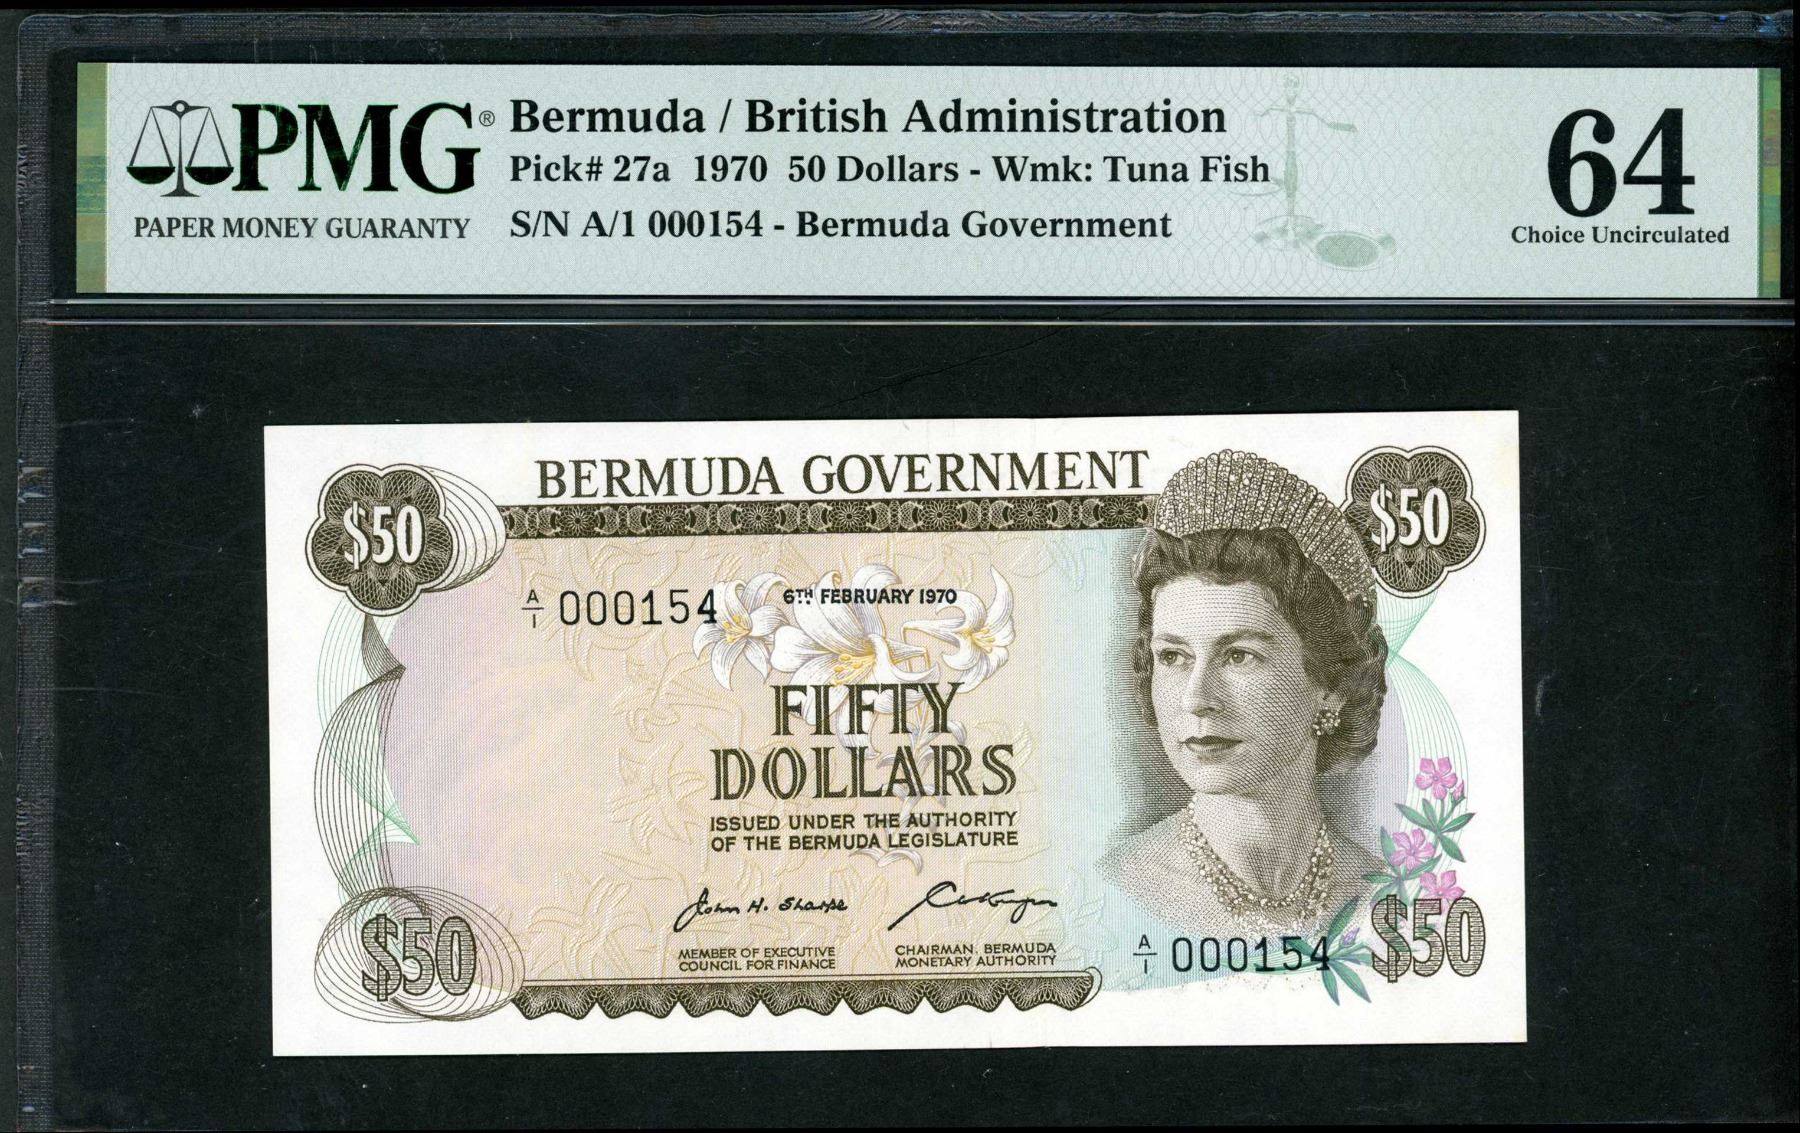 PMG®
PAPER MONEY GUARANTY
Bermuda / British Administration
Pick# 27a 1970 50 Dollars - Wmk: Tuna Fish
S/N A/1 000154 - Bermuda Government
64
Choice Uncirculated
BERMUDA GOVERNMENT
$50
$50
A/1 000154
6TH FEBRUARY 1970
FIFTY
DOLLARS
ISSUED UNDER THE AUTHORITY
OF THE BERMUDA LEGISLATURE
John H. Sharpe
MEMBER OF EXECUTIVE
COUNCIL FOR FINANCE
CHAIRMAN, BERMUDA
MONETARY AUTHORITY
A/1 000154
$50
$50